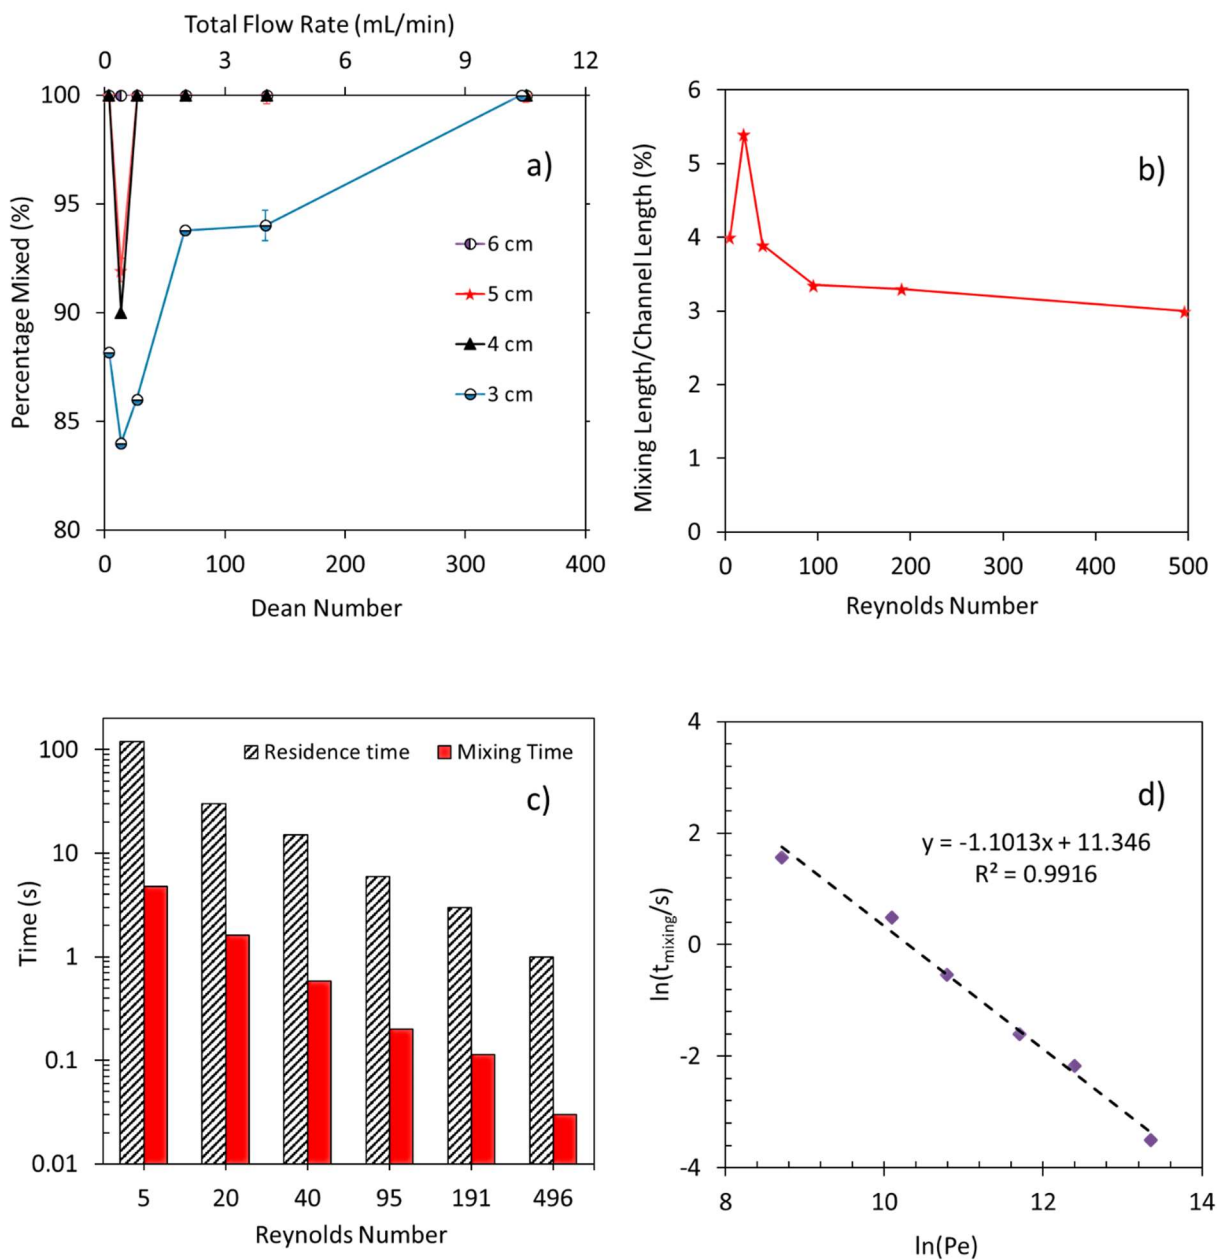 Total Flow Rate (mL/min)
0 3 6 9 12
100
95
90
85
80
Percentage Mixed (%)
a)
6 cm
5 cm
4 cm
3 cm
0 100 200 300 400
Dean Number
6
5
4
3
2
1
0
Mixing Length/Channel Length (%)
b)
0 100 200 300 400 500
Reynolds Number
100
10
1
0.1
0.01
Time (s)
Residence time Mixing Time
c)
5 20 40 95 191 496
Reynolds Number
4
2
0
-2
-4
ln(tmixing/s)
d)
y = -1.1013x + 11.346
R² = 0.9916
8 10 12 14
ln(Pe)